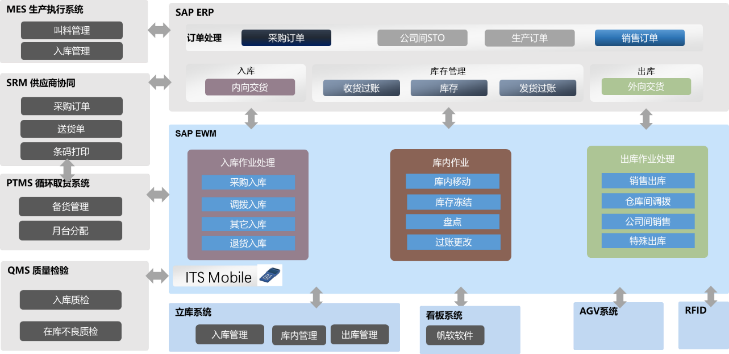 MES 生产执行系统
叫料管理
入库管理
SRM 供应商协同
采购订单
送货单
条码打印
PTMS 循环取货系统
备货管理
月台分配
QMS 质量检验
入库质检
在库不良质检
SAP ERP
订单处理
采购订单
公司间STO
生产订单
销售订单
入库
内向交货
库存管理
收货过账
库存
发货过账
出库
外向交货
SAP EWM
入库作业处理
采购入库
调拨入库
其它入库
退货入库
库内作业
库内移动
库存冻结
盘点
过账更改
出库作业处理
销售出库
仓库间调拨
公司间销售
特殊出库
ITS Mobile
立库系统
入库管理
库内管理
出库管理
看板系统
帆软软件
AGV系统
RFID